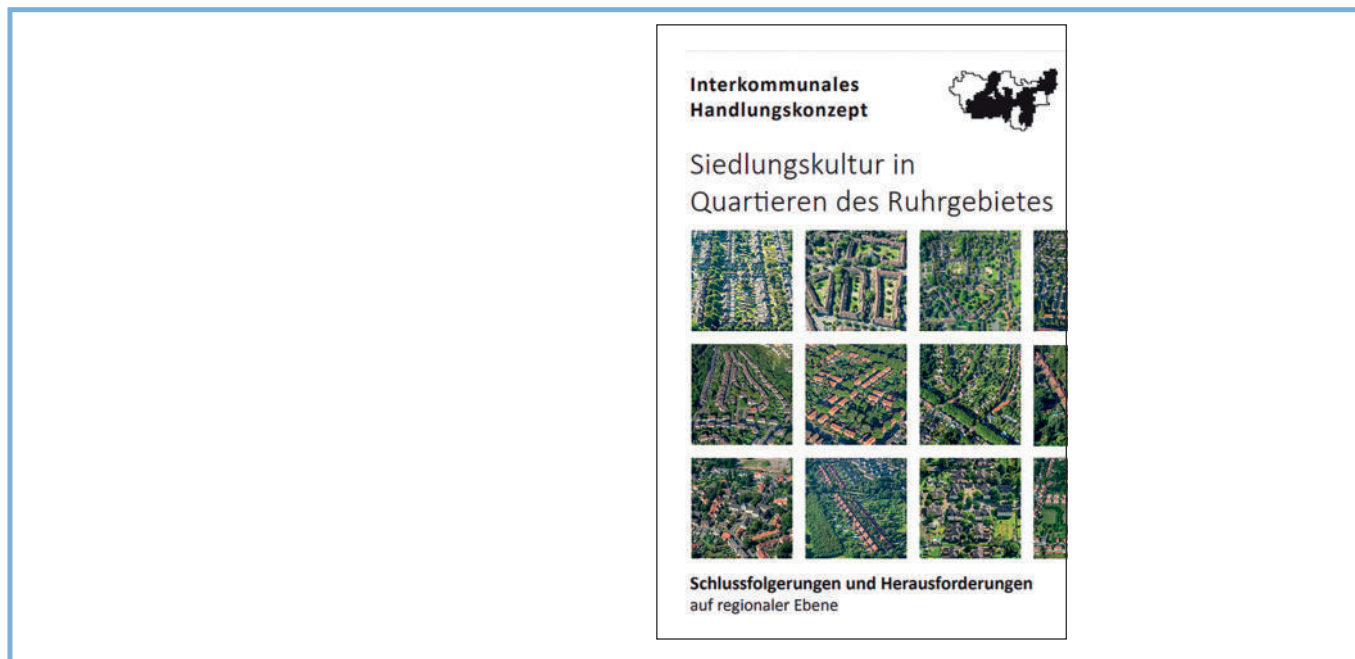 Interkommunales
Handlungskonzept
Siedlungskultur in
Quartieren des Ruhrgebietes
Schlussfolgerungen und Herausforderungen
auf regionaler Ebene